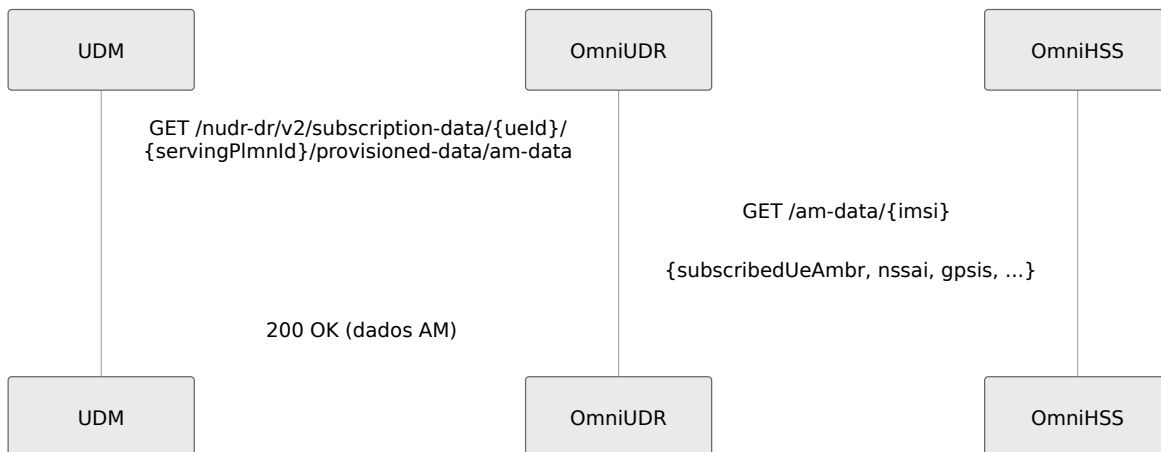 UDM
OmniUDR
OmniHSS
GET /nudr-dr/v2/subscription-data/{ueId}/
{servingPlmnId}/provisioned-data/am-data
GET /am-data/{imsi}
{subscribedUeAmbr, nssai, gpsis, ...}
200 OK (dados AM)
UDM
OmniUDR
OmniHSS